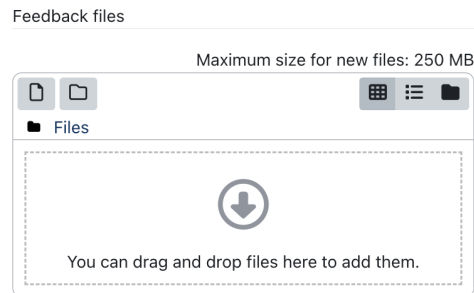 Feedback files
Maximum size for new files: 250 MB
Files
You can drag and drop files here to add them.